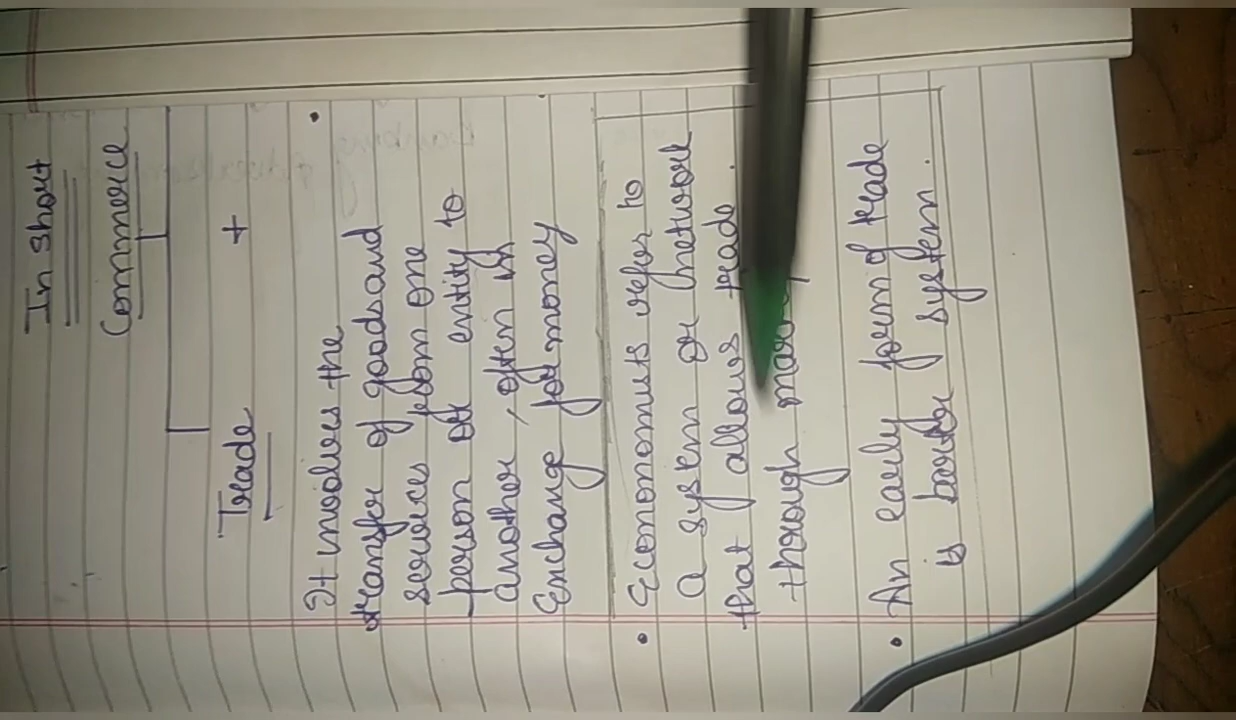 In short
Commerce
Trade +
It involves the
transfer of goods and
services from one
person or entity to
another, often in
Exchange for money
• Economists refer to
a system or network
that allows trade
through
• An early form of trade
is barter system.